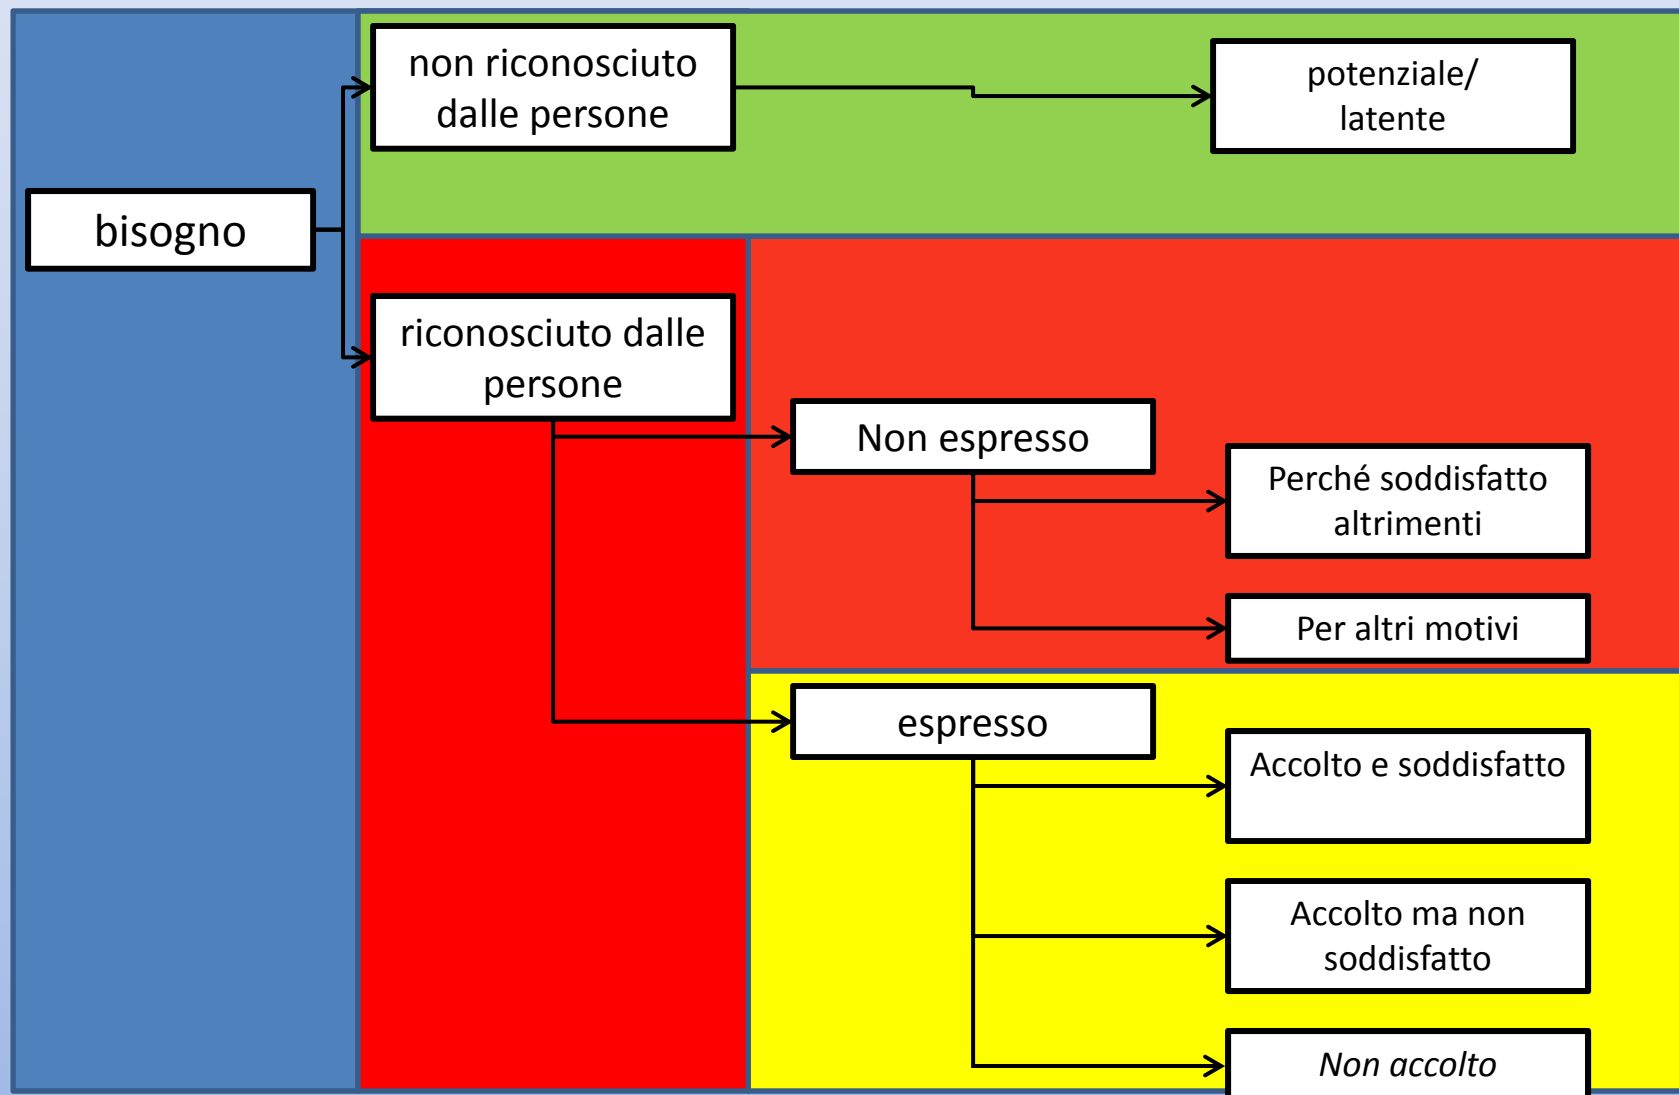 non riconosciuto
dalle persone
potenziale/
latente
bisogno
riconosciuto dalle
persone
Non espresso
Perché soddisfatto
altrimenti
Per altri motivi
espresso
Accolto e soddisfatto
Accolto ma non
soddisfatto
Non accolto